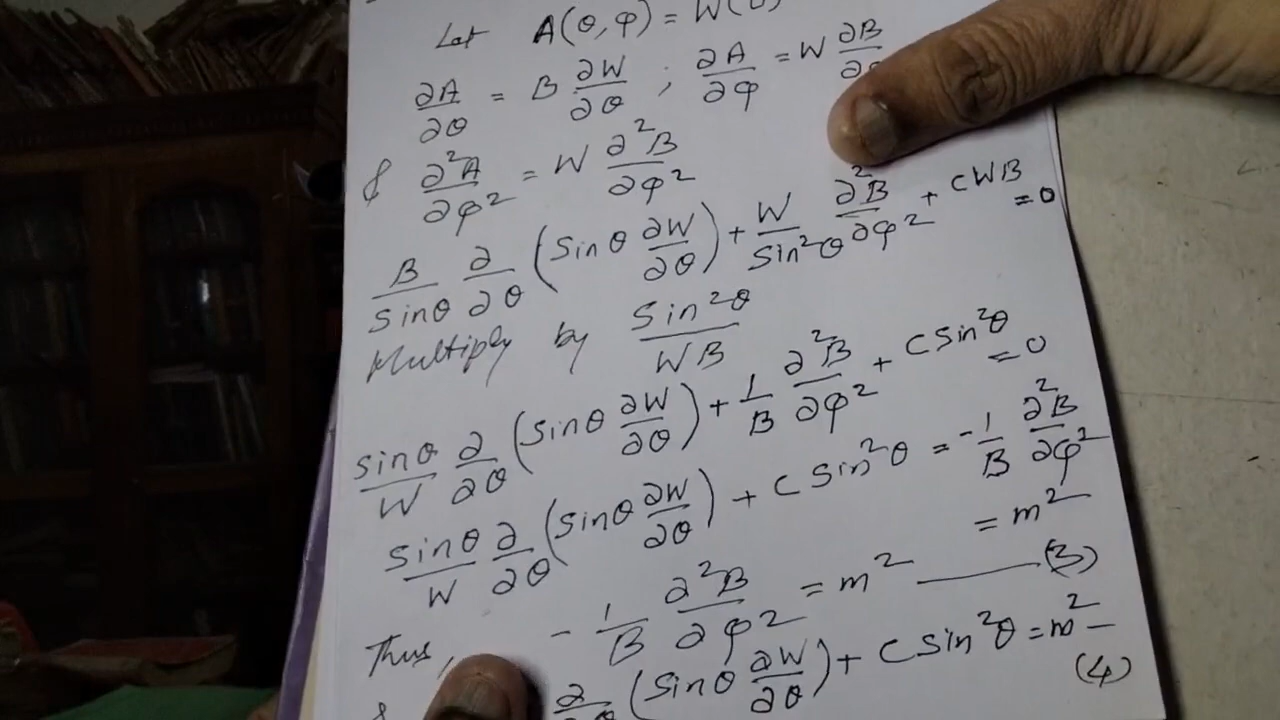 Let A(θ, φ) = W(θ)
∂A/∂θ = B ∂W/∂θ ; ∂A/∂φ = W ∂B/∂φ
& ∂²A/∂φ² = W ∂²B/∂φ²
B/sinθ ∂/∂θ (sinθ ∂W/∂θ) + W/sin²θ ∂²B/∂φ² + CWB = 0
Multiply by sin²θ/WB
sinθ/W ∂/∂θ (sinθ ∂W/∂θ) + 1/B ∂²B/∂φ² + C sin²θ = 0
sinθ/W ∂/∂θ (sinθ ∂W/∂θ) + C sin²θ = -1/B ∂²B/∂φ²
= m²
Thus, -1/B ∂²B/∂φ² = m² —— (3)
& ∂/∂θ (sinθ ∂W/∂θ) + C sin²θ = m² — (4)